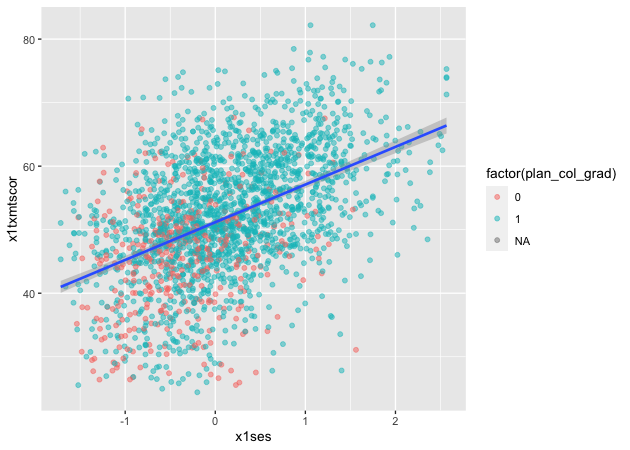 80
60
40
x1txmtscor
-1
0
1
2
x1ses
factor(plan_col_grad)
0
1
NA